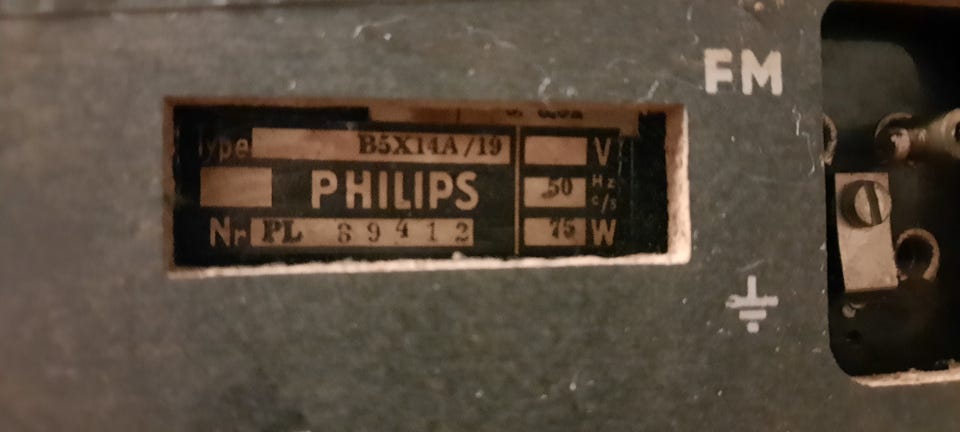 FM
Type B5X14A/19 V
PHILIPS 50 Hz c/s
Nr PL 89412 75 W